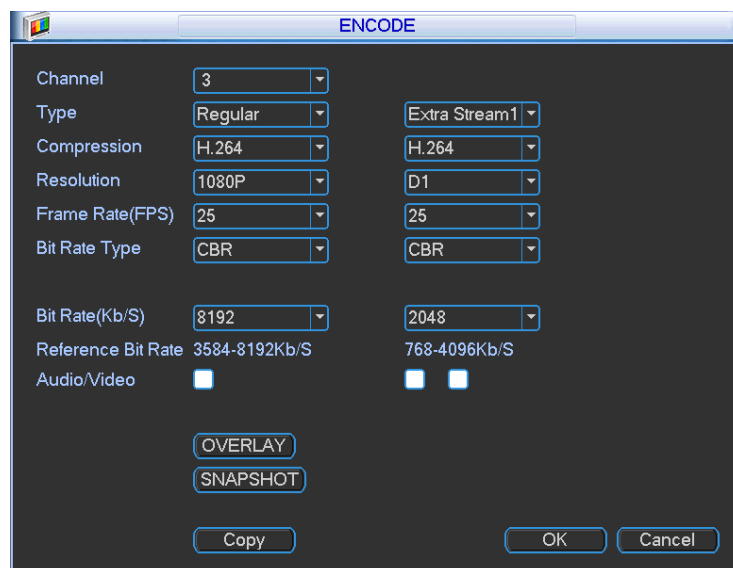 ENCODE
Channel 3
Type Regular Extra Stream1
Compression H.264 H.264
Resolution 1080P D1
Frame Rate(FPS) 25 25
Bit Rate Type CBR CBR
Bit Rate(Kb/S) 8192 2048
Reference Bit Rate 3584-8192Kb/S 768-4096Kb/S
Audio/Video
OVERLAY
SNAPSHOT
Copy OK Cancel